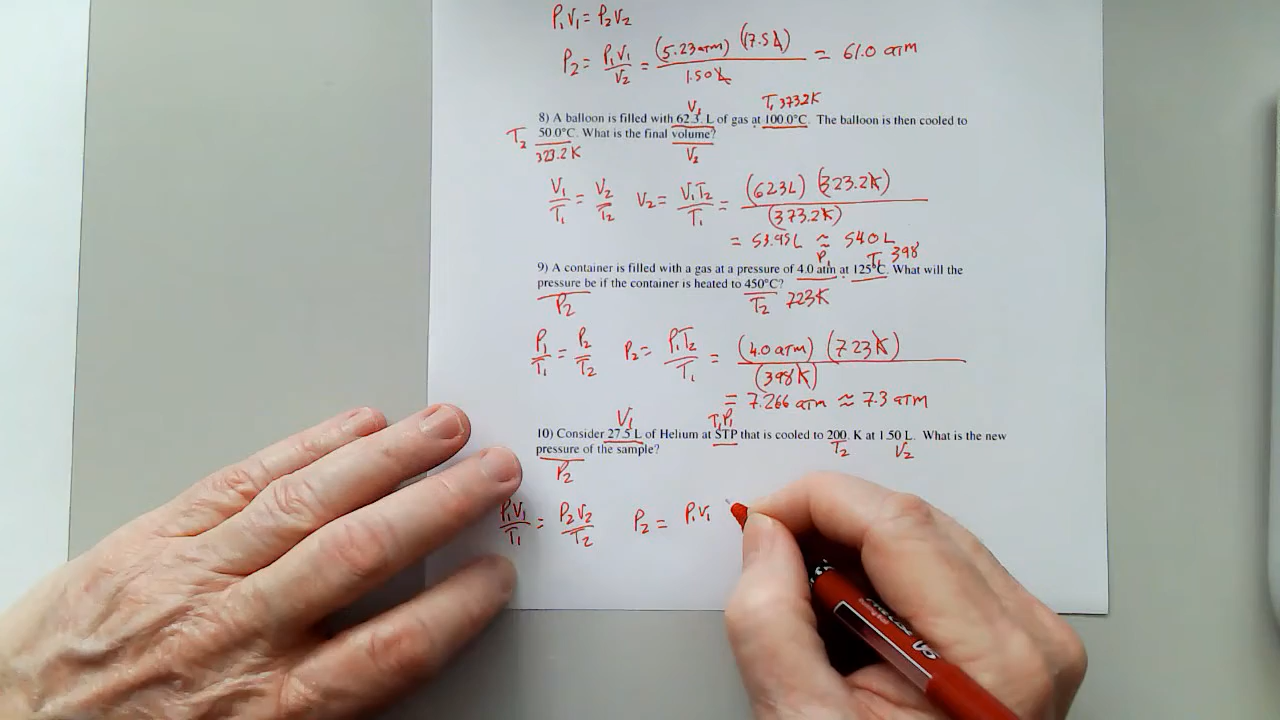 P₁V₁ = P₂V₂
P₂ = P₁V₁/V₂ = (5.23 atm) (17.5 L)/1.50 L = 61.0 atm
V₁ T₁ 373.2K
8) A balloon is filled with 62.3. L of gas at 100.0°C. The balloon is then cooled to
T₂ 50.0°C. What is the final volume?
323.2 K V₂
V₁/T₁ = V₂/T₂ V₂ = V₁T₂/T₁ = (623L) (323.2K)/(373.2K)
= 53.95 L ≈ 540 L
P₁ T₁ 398
9) A container is filled with a gas at a pressure of 4.0 atm at 125°C. What will the
pressure be if the container is heated to 450°C?
P₂ T₂ 723K
P₁/T₁ = P₂/T₂ P₂ = P₁T₂/T₁ = (4.0 atm) (723K)/(398K)
= 7.266 atm ≈ 7.3 atm
V₁ T₁P₁
10) Consider 27.5 L of Helium at STP that is cooled to 200. K at 1.50 L. What is the new
T₂ V₂
pressure of the sample?
P₂
P₁V₁/T₁ = P₂V₂/T₂ P₂ = P₁V₁